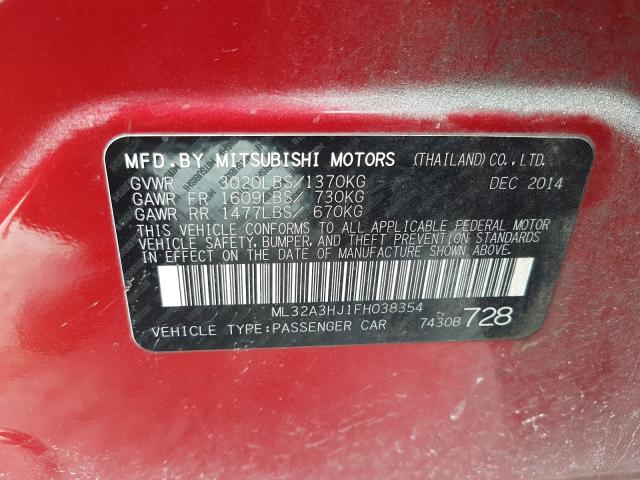 MFD.BY MITSUBISHI MOTORS (THAILAND)CO.,LTD.
GVWR 3020LBS/1370KG DEC 2014
GAWR FR 1609LBS/ 730KG
GAWR RR 1477LBS/ 670KG
THIS VEHICLE CONFORMS TO ALL APPLICABLE FEDERAL MOTOR
VEHICLE SAFETY, BUMPER, AND THEFT PREVENTION STANDARDS
IN EFFECT ON THE DATE OF MANUFACTURE SHOWN ABOVE.
ML32A3HJ1FH038354
VEHICLE TYPE:PASSENGER CAR 7430B 728